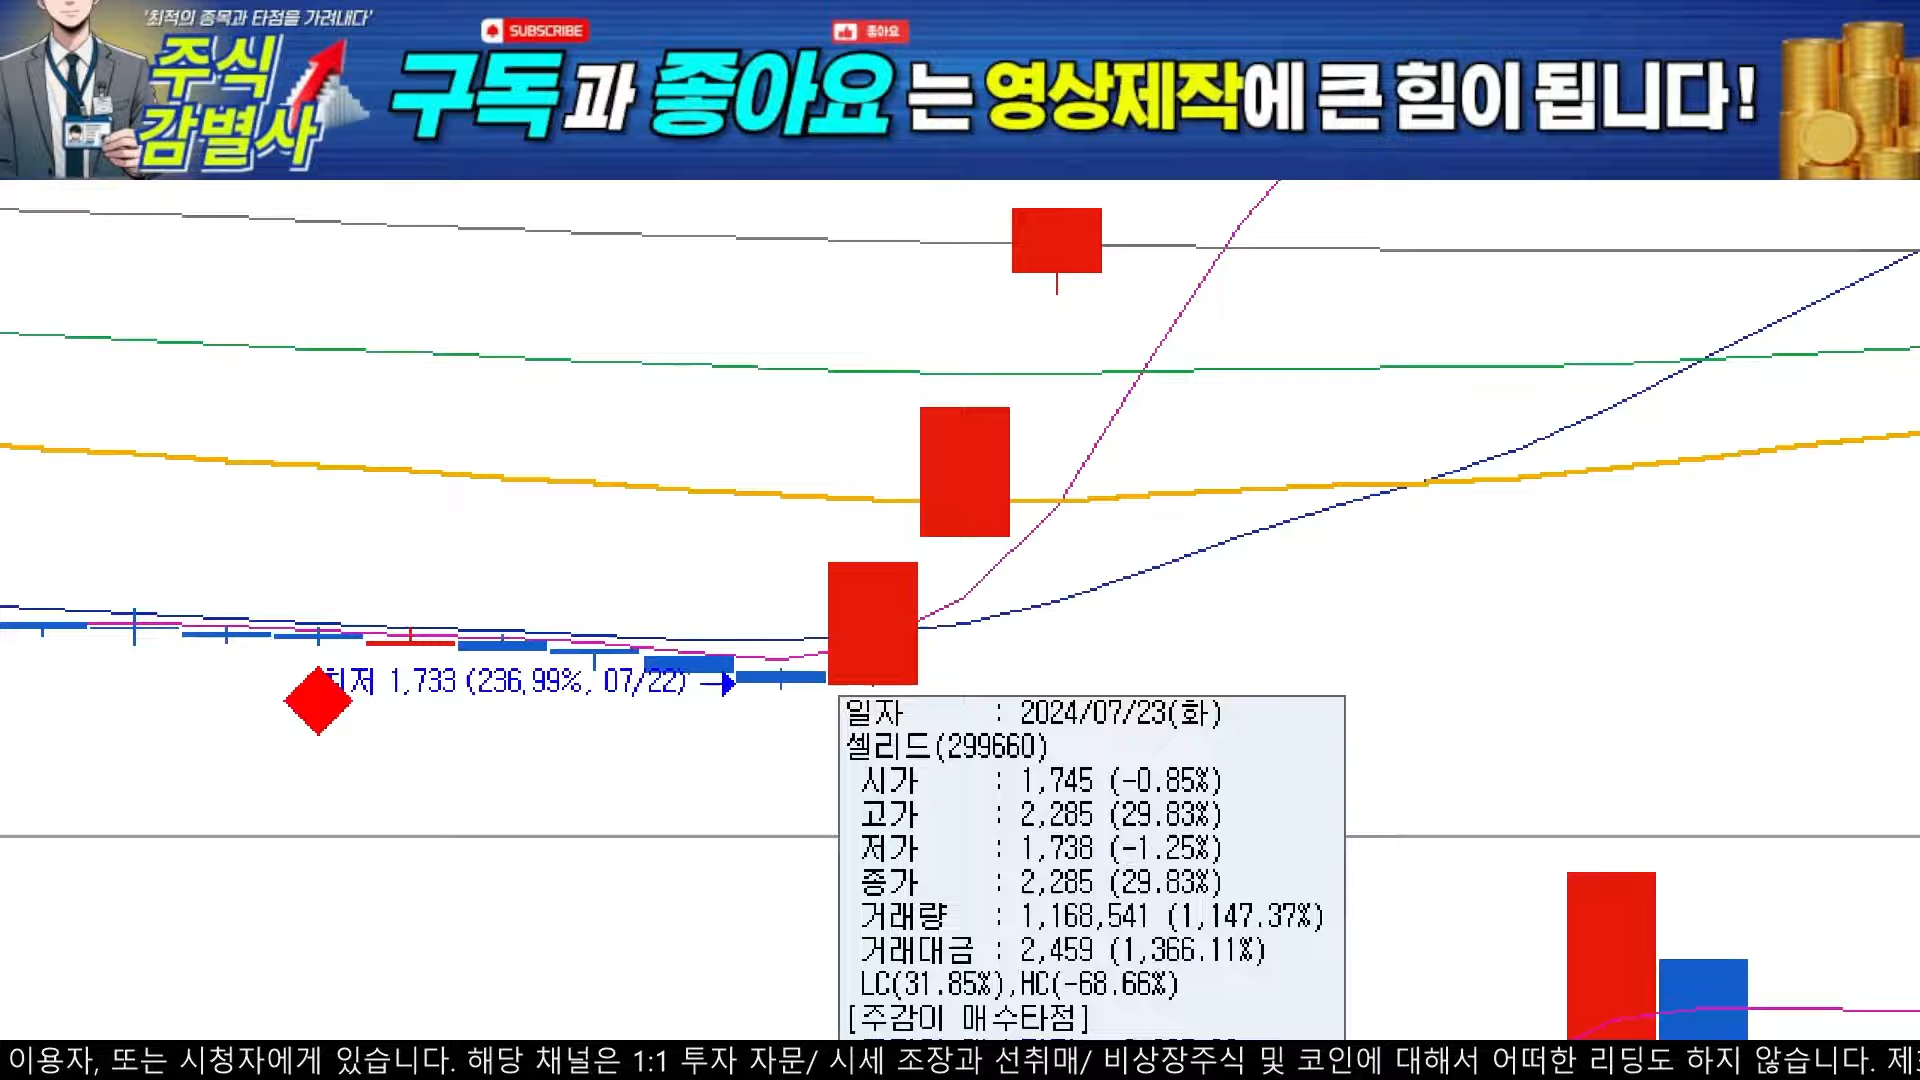 '최적의 종목과 타점을 가려내다'
주식
감별사
SUBSCRIBE
좋아요
구독과 좋아요는 영상제작에 큰 힘이 됩니다!
1,733 (236,99%, 07/22) →
일자 : 2024/07/23(화)
셀리드(299660)
시가 : 1,745 (-0.85%)
고가 : 2,285 (29.83%)
저가 : 1,738 (-1.25%)
종가 : 2,285 (29.83%)
거래량 : 1,168,541 (1,147.37%)
거래대금 : 2,459 (1,366.11%)
LC(31.85%),HC(-68.66%)
[주감이 매수타점]
이용자, 또는 시청자에게 있습니다. 해당 채널은 1:1 투자 자문/ 시세 조장과 선취매/ 비상장주식 및 코인에 대해서 어떠한 리딩도 하지 않습니다.